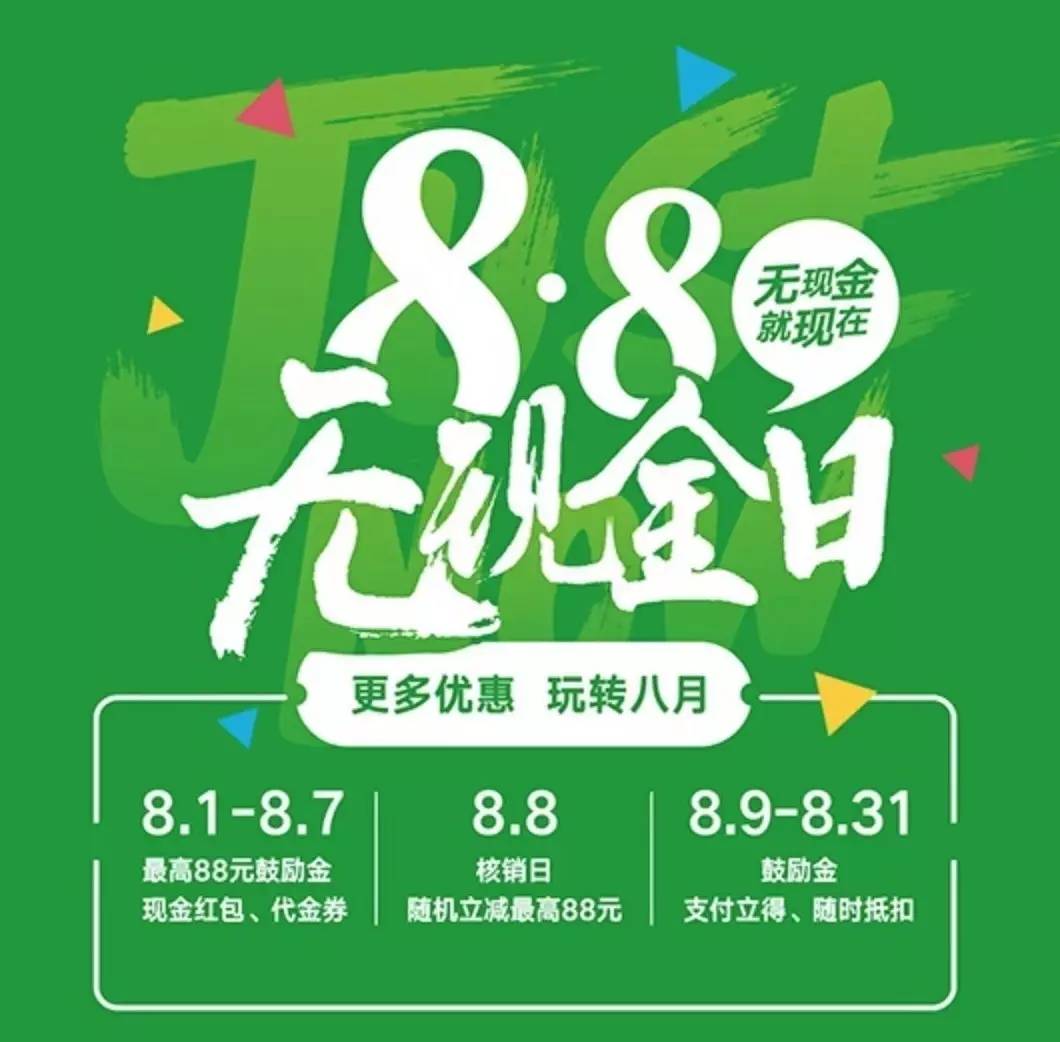 Just
Now
8.8
无现金
就现在
无现金日
更多优惠 玩转八月
8.1-8.7
最高88元鼓励金
现金红包、代金券
8.8
核销日
随机立减最高88元
8.9-8.31
鼓励金
支付立得、随时抵扣